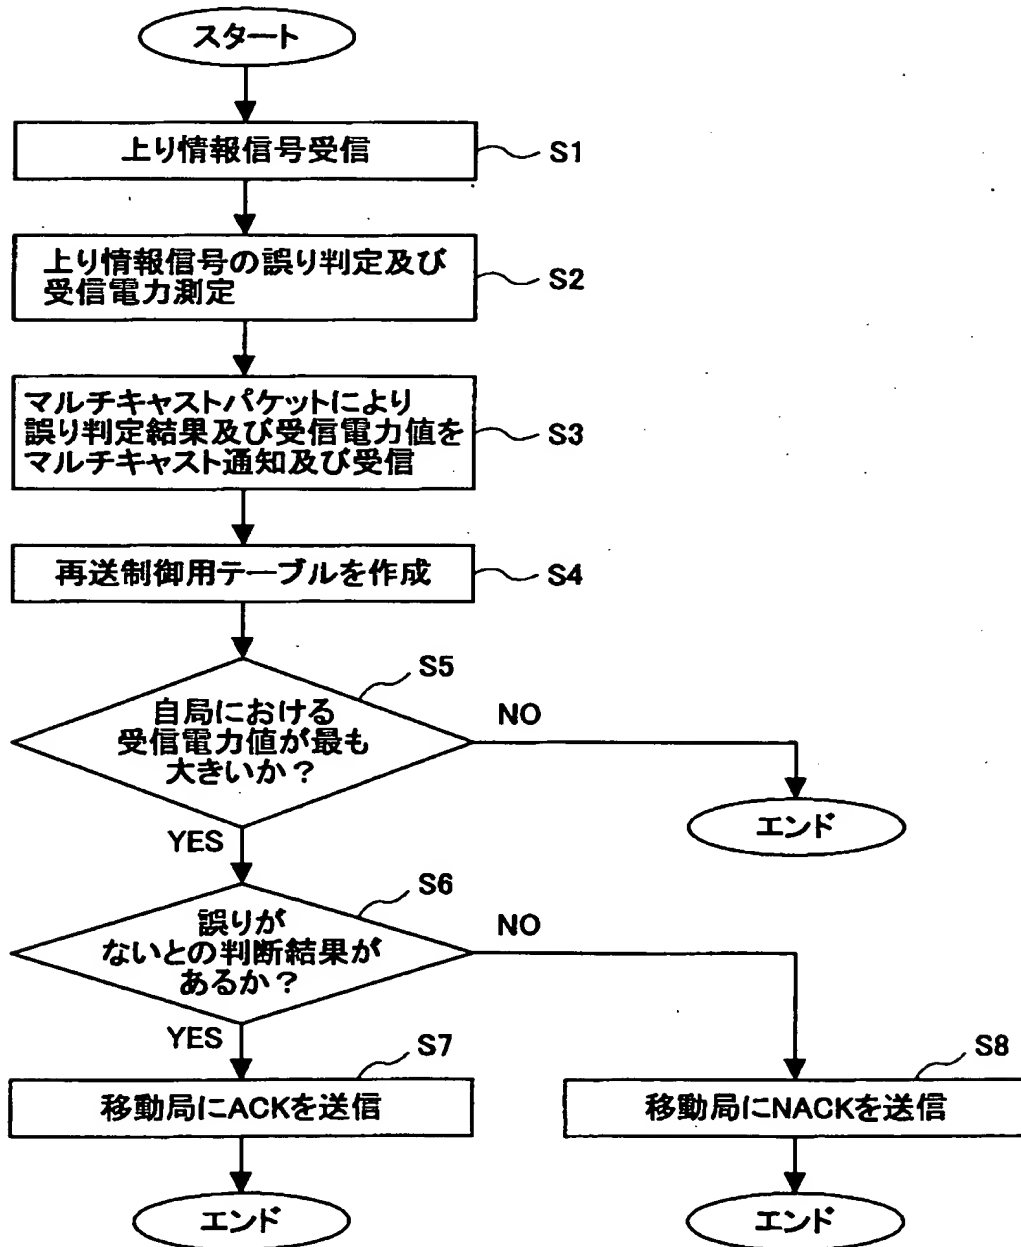 スタート
上り情報信号受信
S1
上り情報信号の誤り判定及び
受信電力測定
S2
マルチキャストパケットにより
誤り判定結果及び受信電力値を
マルチキャスト通知及び受信
S3
再送制御用テーブルを作成
S4
S5
自局における
受信電力値が最も
大きいか？
NO
エンド
YES
S6
誤りが
ないとの判断結果が
あるか？
NO
YES
S7
移動局にACKを送信
S8
移動局にNACKを送信
エンド
エンド